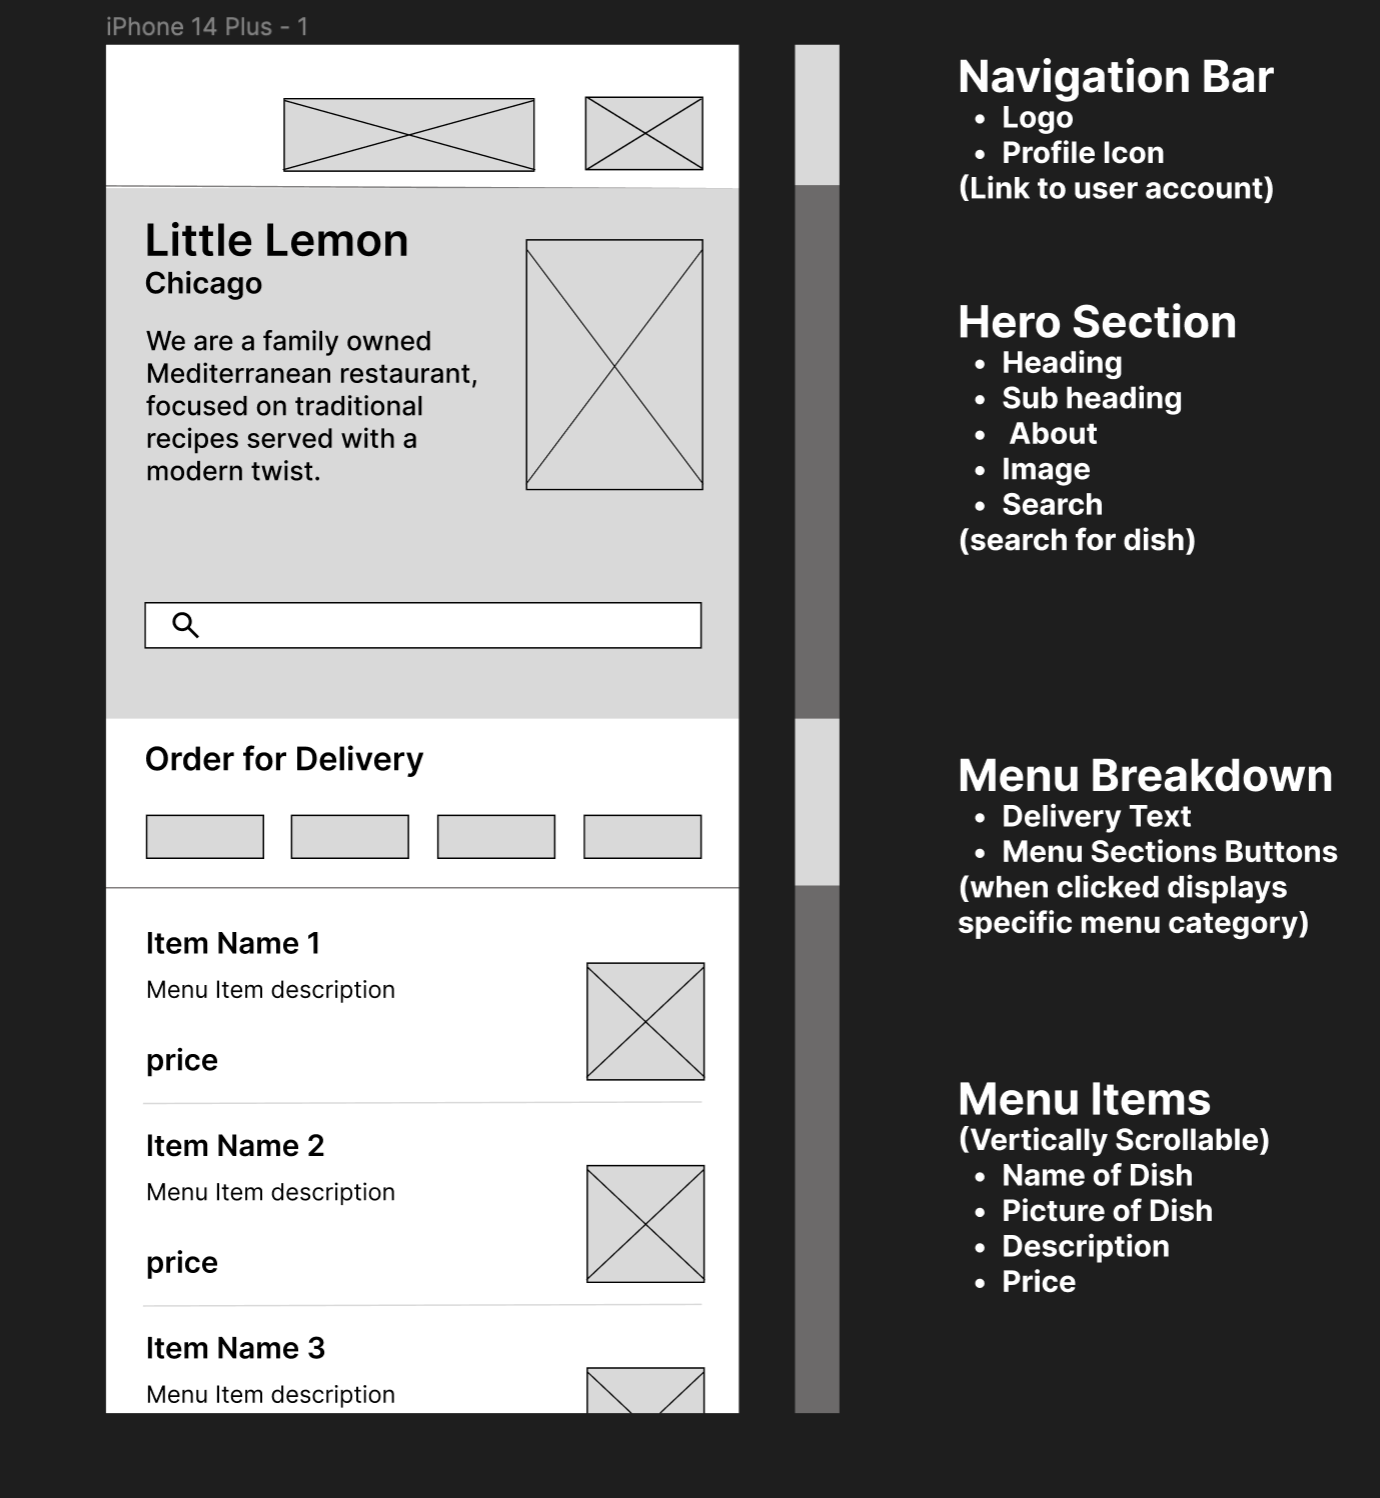 iPhone 14 Plus - 1
Little Lemon
Chicago
We are a family owned
Mediterranean restaurant,
focused on traditional
recipes served with a
modern twist.
Order for Delivery
Item Name 1
Menu Item description
price
Item Name 2
Menu Item description
price
Item Name 3
Menu Item description
Navigation Bar
• Logo
• Profile Icon
(Link to user account)
Hero Section
• Heading
• Sub heading
• About
• Image
• Search
(search for dish)
Menu Breakdown
• Delivery Text
• Menu Sections Buttons
(when clicked displays
specific menu category)
Menu Items
(Vertically Scrollable)
• Name of Dish
• Picture of Dish
• Description
• Price